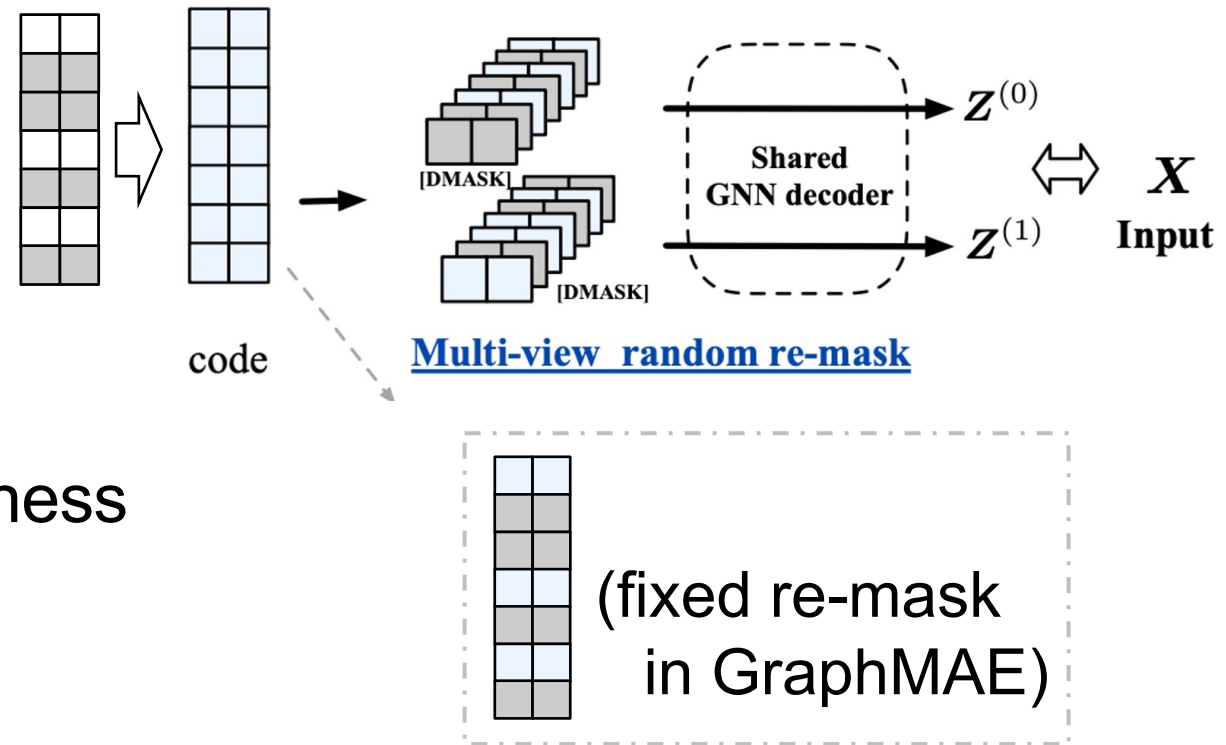 [DMASK]
Shared
GNN decoder
Z^{(0)}
Z^{(1)}
X
Input
[DMASK]
code
Multi-view random re-mask
ness
(fixed re-mask
in GraphMAE)